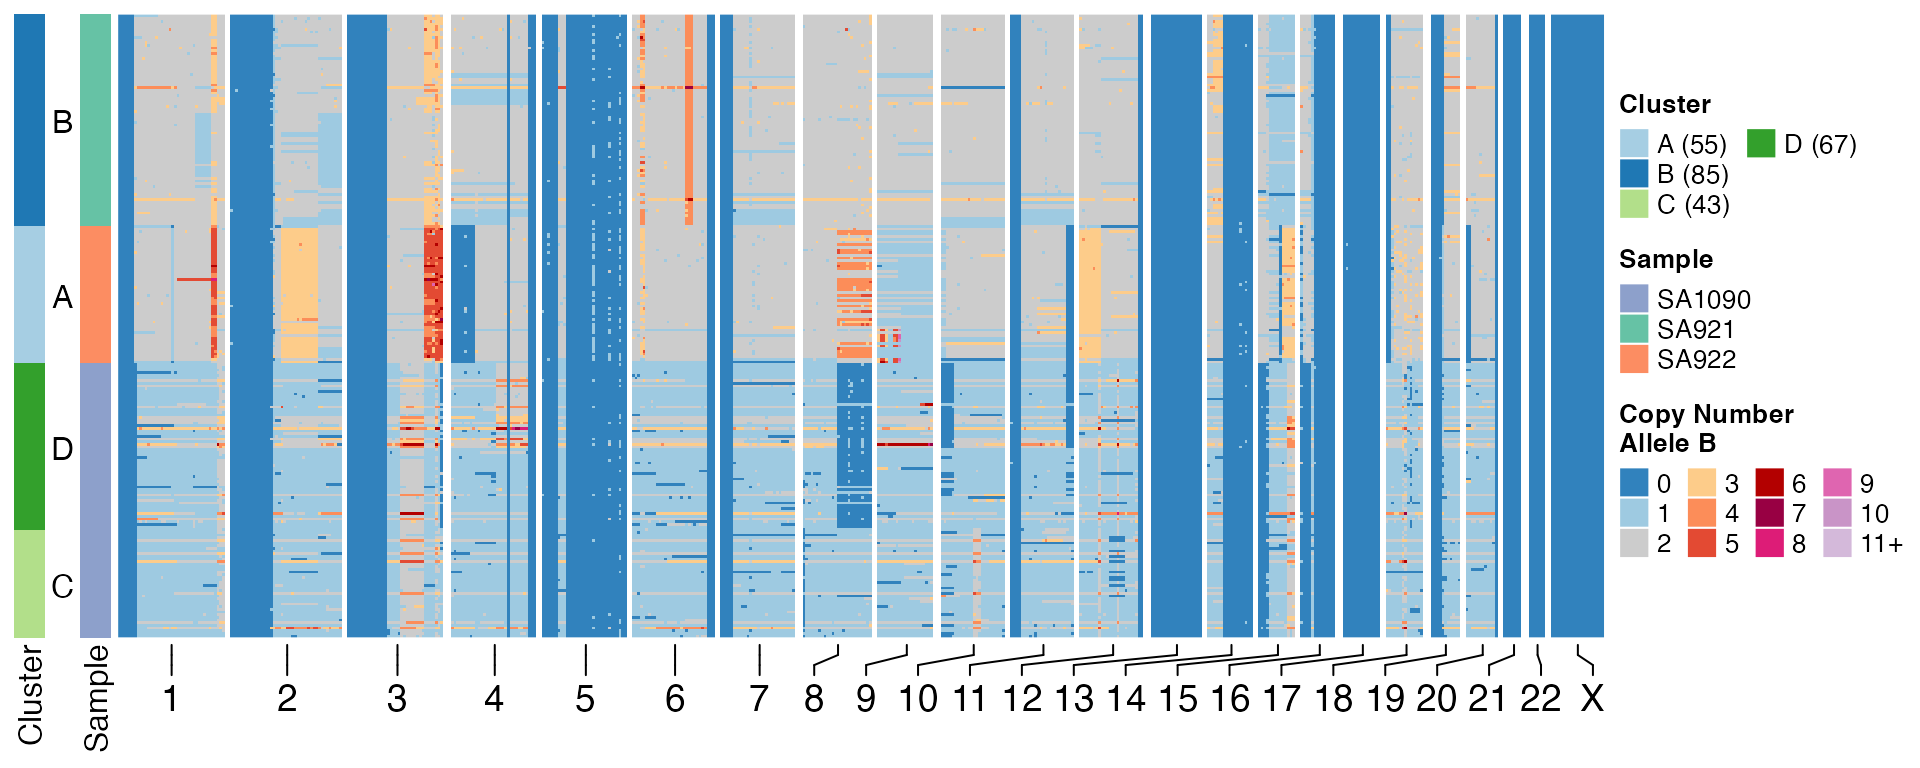 B
A
D
C
Cluster
Sample
1 2 3 4 5 6 7 8 9 10 11 12 13 14 15 16 17 18 19 20 21 22 X
Cluster
A (55) D (67)
B (85)
C (43)
Sample
SA1090
SA921
SA922
Copy Number
Allele B
0 3 6 9
1 4 7 10
2 5 8 11+